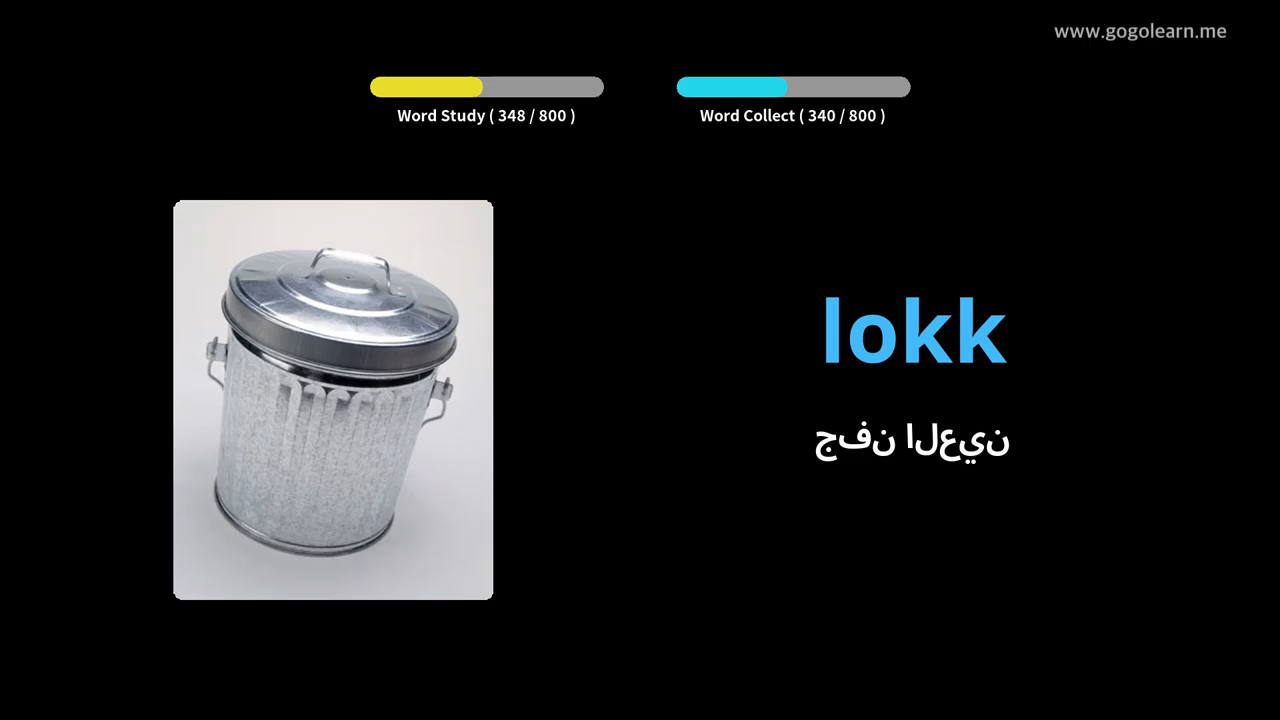 www.gogolearn.me
Word Study ( 348 / 800 )
Word Collect ( 340 / 800 )
lokk
جفن العين